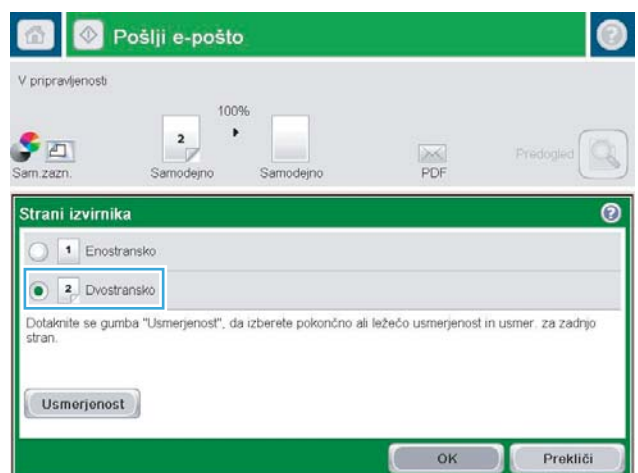 Pošlji e-pošto
V pripravljenosti
100%
2
Sam.zazn.
Samodejno
Samodejno
PDF
Predogled
Strani izvirnika
1 Enostransko
2 Dvostransko
Dotaknite se gumba "Usmerjenost", da izberete pokončno ali ležečo usmerjenost in usmer. za zadnjo
stran.
Usmerjenost
OK
Prekliči